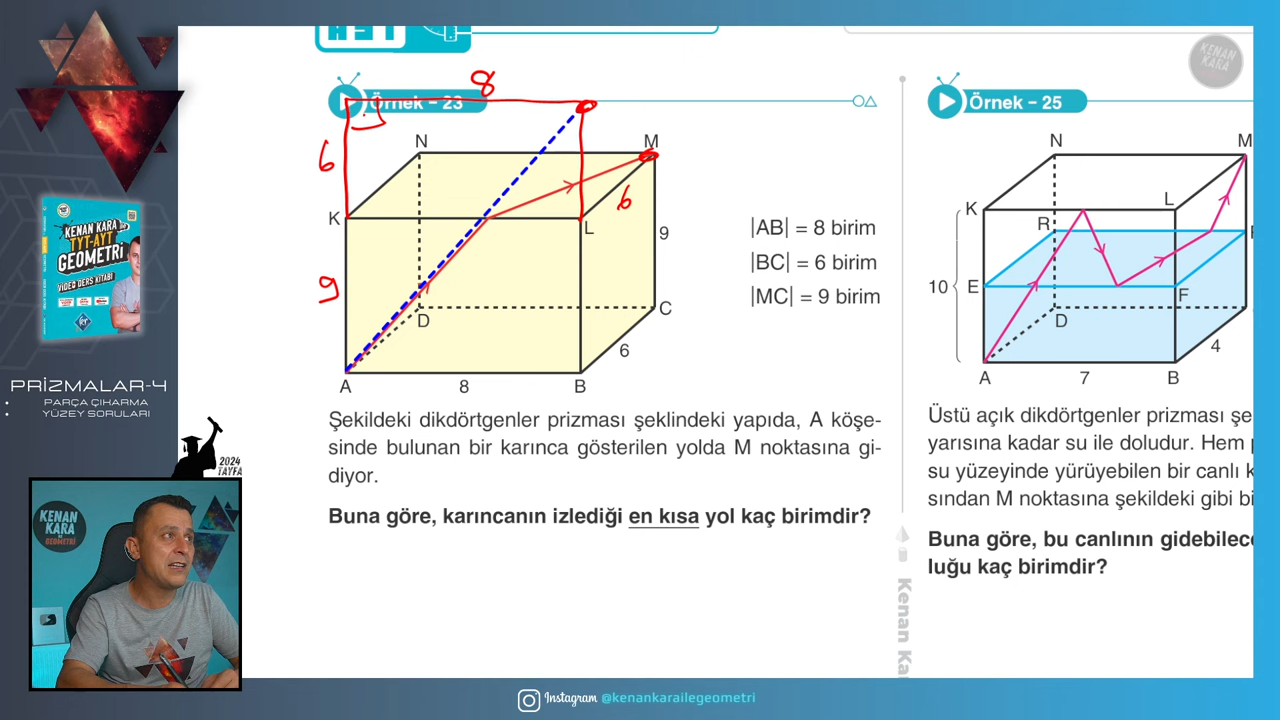 Örnek – 23
8
6
N
M
6
K
L
9
9
D
C
6
A
8
B
|AB| = 8 birim
|BC| = 6 birim
|MC| = 9 birim
Şekildeki dikdörtgenler prizması şeklindeki yapıda, A köşe-
sinde bulunan bir karınca gösterilen yolda M noktasına gi-
diyor.
Buna göre, karıncanın izlediği en kısa yol kaç birimdir?
Kenan Ka
KENAN KARA
Örnek – 25
N
M
K
L
R
10
E
F
D
4
A
7
B
Üstü açık dikdörtgenler prizması şe
yarısına kadar su ile doludur. Hem
su yüzeyinde yürüyebilen bir canlı k
sından M noktasına şekildeki gibi bi
Buna göre, bu canlının gidebilece
luğu kaç birimdir?
KENAN KARA
TYT-AYT
GEOMETRİ
VİDEO DERS KİTABI
PRİZMALAR-4
PARÇA ÇIKARMA
YÜZEY SORULARI
2024
TAYFA
KENAN
KARA
GEOMETRİ
Instagram @kenankarailegeometri